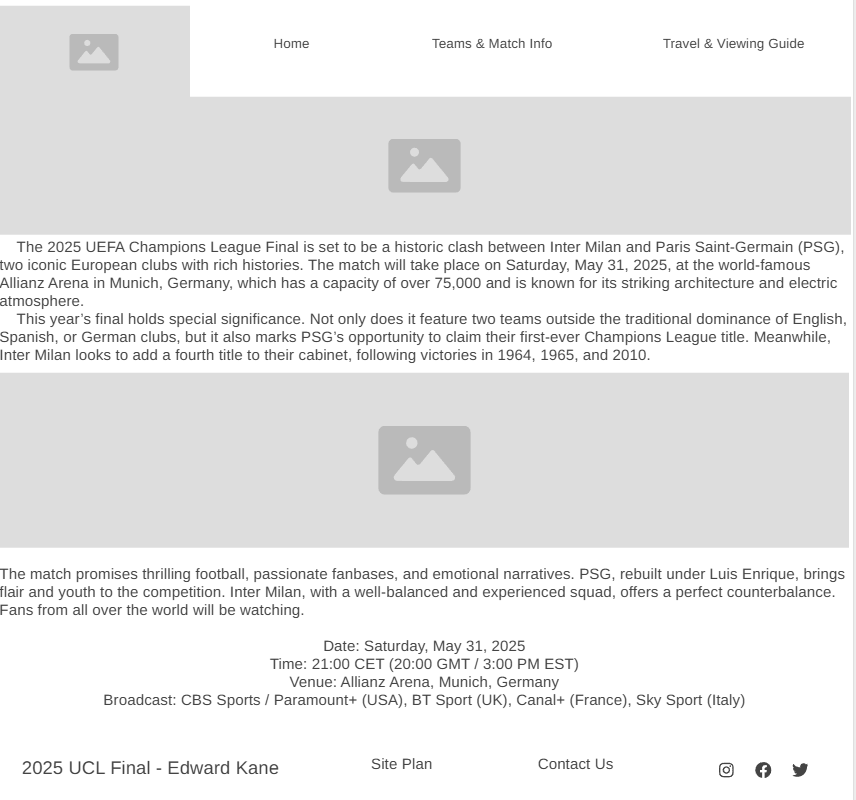 Home
Teams & Match Info
Travel & Viewing Guide
The 2025 UEFA Champions League Final is set to be a historic clash between Inter Milan and Paris Saint-Germain (PSG),
two iconic European clubs with rich histories. The match will take place on Saturday, May 31, 2025, at the world-famous
Allianz Arena in Munich, Germany, which has a capacity of over 75,000 and is known for its striking architecture and electric
atmosphere.
This year’s final holds special significance. Not only does it feature two teams outside the traditional dominance of English,
Spanish, or German clubs, but it also marks PSG’s opportunity to claim their first-ever Champions League title. Meanwhile,
Inter Milan looks to add a fourth title to their cabinet, following victories in 1964, 1965, and 2010.
The match promises thrilling football, passionate fanbases, and emotional narratives. PSG, rebuilt under Luis Enrique, brings
flair and youth to the competition. Inter Milan, with a well-balanced and experienced squad, offers a perfect counterbalance.
Fans from all over the world will be watching.
Date: Saturday, May 31, 2025
Time: 21:00 CET (20:00 GMT / 3:00 PM EST)
Venue: Allianz Arena, Munich, Germany
Broadcast: CBS Sports / Paramount+ (USA), BT Sport (UK), Canal+ (France), Sky Sport (Italy)
2025 UCL Final - Edward Kane
Site Plan
Contact Us